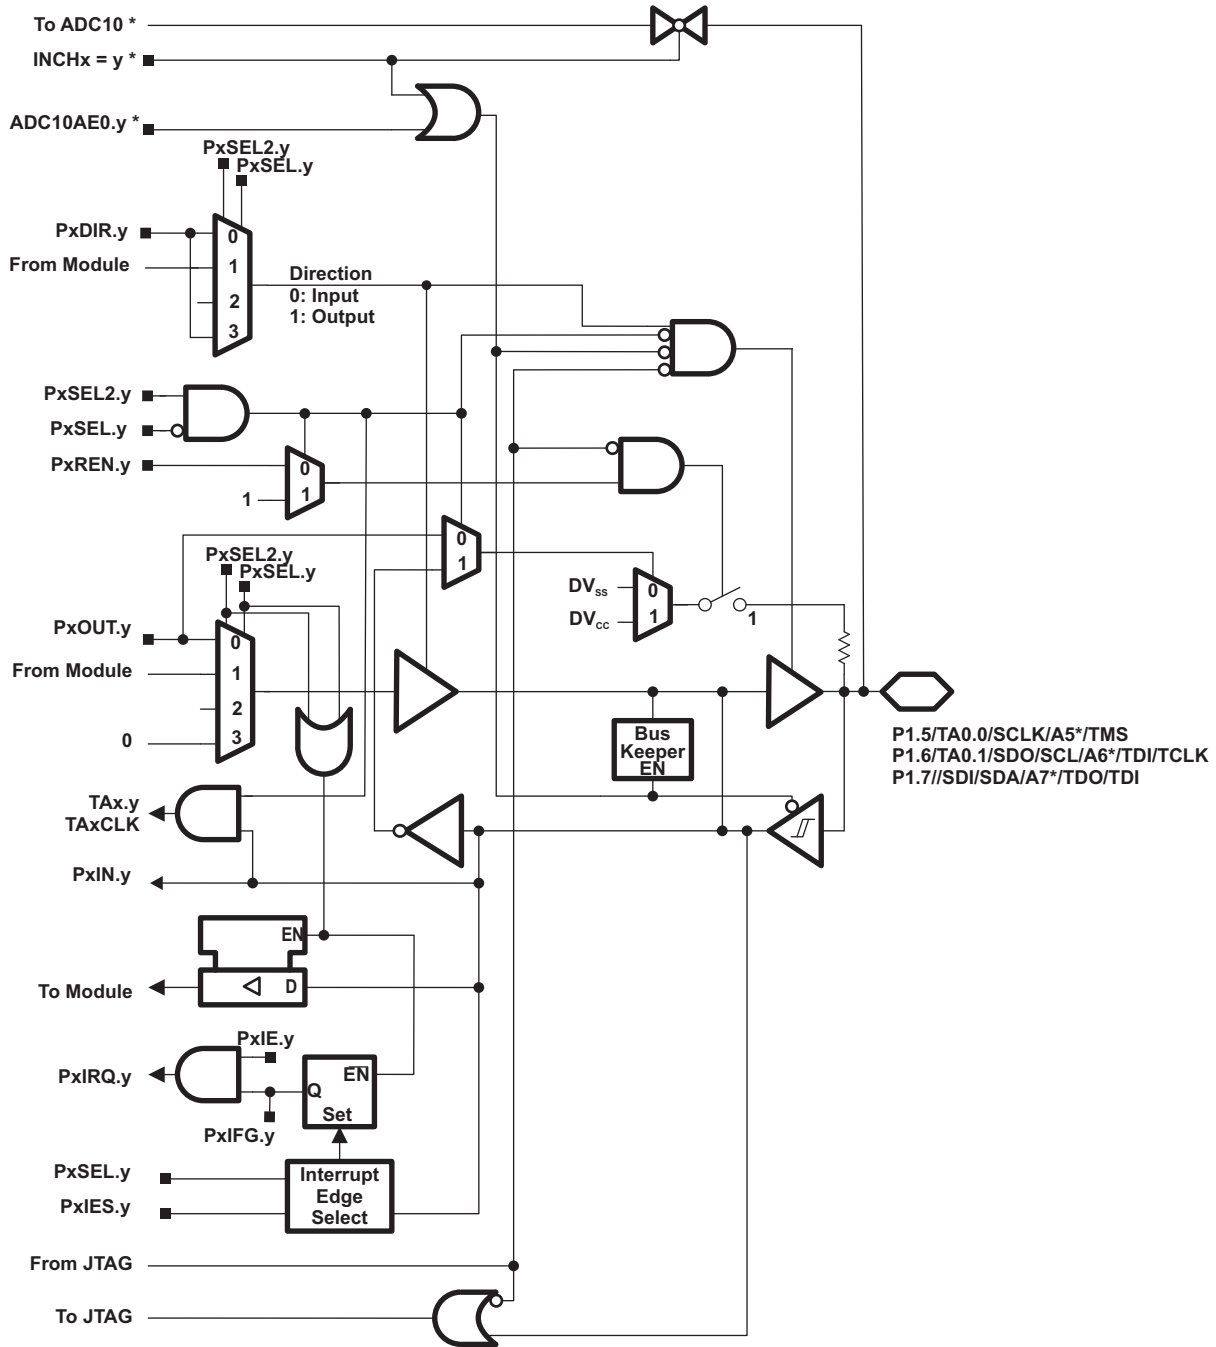 To ADC10 *
INCHx = y *
ADC10AE0.y *
PxSEL2.y
PxSEL.y
PxDIR.y
0
From Module
1
2
3
Direction
0: Input
1: Output
PxSEL2.y
PxSEL.y
PxREN.y
0
1
1
0
1
PxSEL2.y
PxSEL.y
DVSS
0
DVCC
1
1
PxOUT.y
0
From Module
1
2
0
3
Bus
Keeper
EN
P1.5/TA0.0/SCLK/A5*/TMS
P1.6/TA0.1/SDO/SCL/A6*/TDI/TCLK
P1.7//SDI/SDA/A7*/TDO/TDI
TAx.y
TAxCLK
PxIN.y
EN
D
To Module
PxIE.y
PxIRQ.y
EN
Q
Set
PxIFG.y
PxSEL.y
PxIES.y
Interrupt
Edge
Select
From JTAG
To JTAG